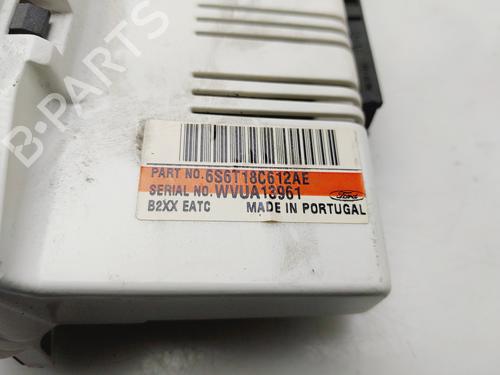 B-PARTS
PART NO. 6S6T18C612AE
SERIAL NO. WVUA13961
Ford
B2XX EATC MADE IN PORTUGAL